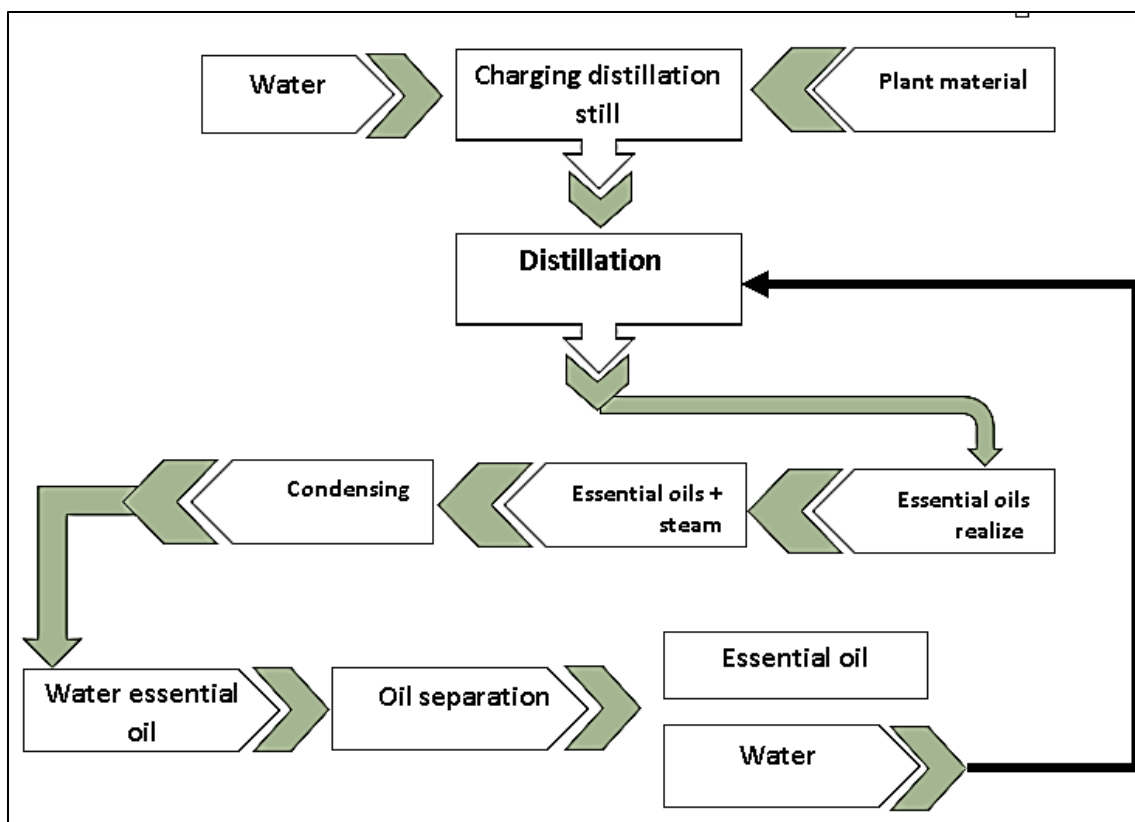 Water
Charging distillation
still
Plant material
Distillation
Condensing
Essential oils +
steam
Essential oils
realize
Water essential
oil
Oil separation
Essential oil
Water